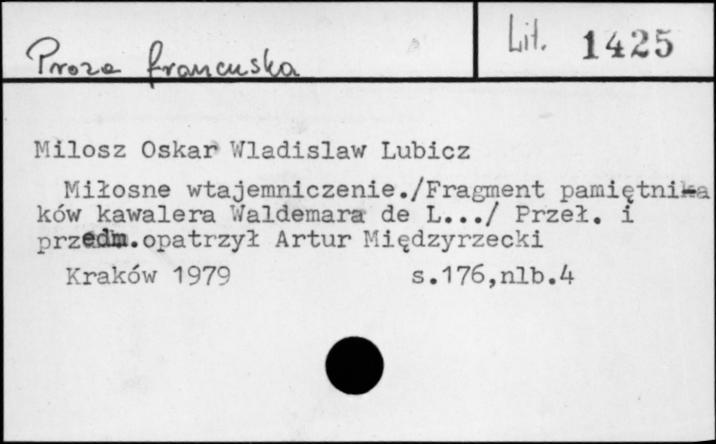 Proza francuska
Lit. 1425
Milosz Oskar Wladislaw Lubicz
Miłosne wtajemniczenie./Fragment pamiętni-
ków kawalera Waldemara de L.../ Przeł. i
przedm.opatrzył Artur Międzyrzecki
Kraków 1979 s.176,nlb.4